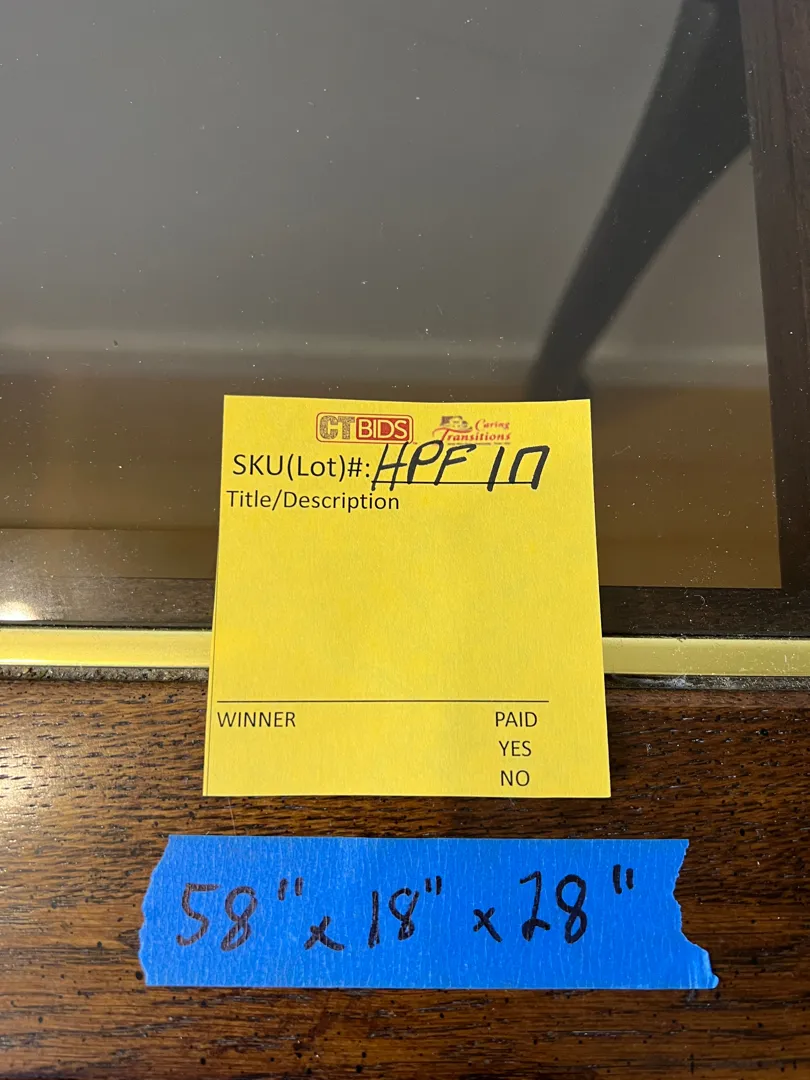 CTBIDS Caring Transitions
SKU(Lot)#: HPF 17
Title/Description
WINNER PAID
YES
NO
58" x 18" x 28"